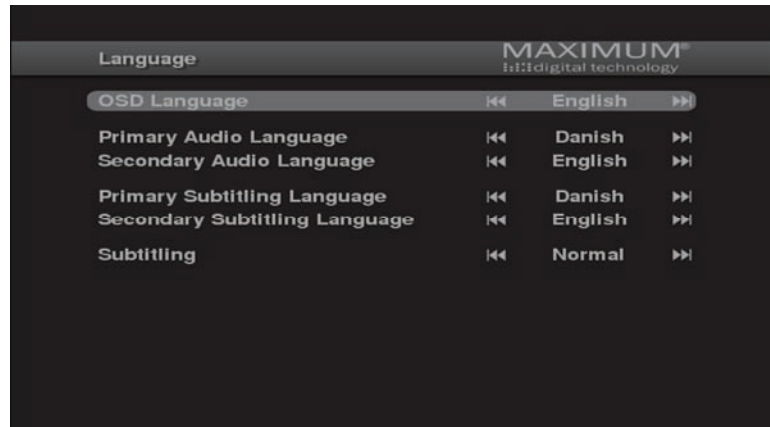 Language
MAXIMUM®
digital technology
OSD Language English
Primary Audio Language Danish
Secondary Audio Language English
Primary Subtitling Language Danish
Secondary Subtitling Language English
Subtitling Normal